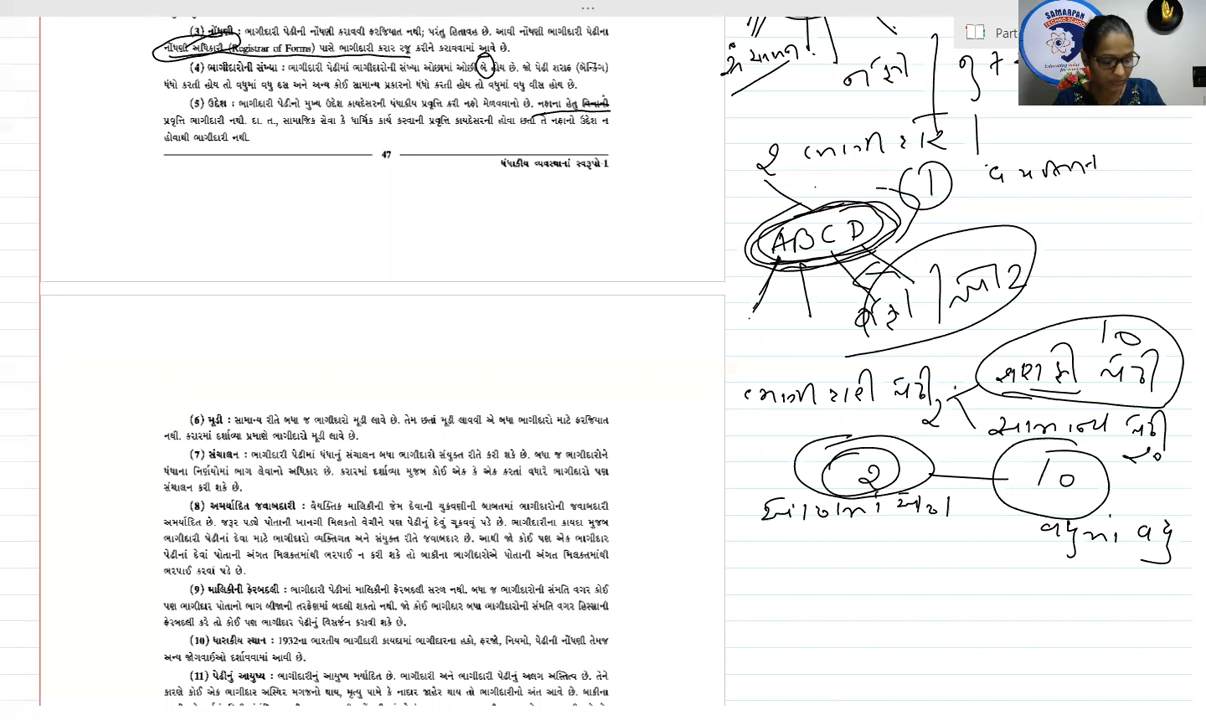 (3) નોંધણી : ભાગીદારી પેઢીની નોંધણી કરાવવી ફરજિયાત નથી; પરંતુ હિતાવહ છે. આવી નોંધણી ભાગીદારી પેઢીના
નોંધણી અધિકારી (Registrar of Forms) પાસે ભાગીદારી કરાર રજૂ કરીને કરાવવામાં આવે છે.
(4) ભાગીદારોની સંખ્યા : ભાગીદારી પેઢીમાં ભાગીદારોની સંખ્યા ઓછામાં ઓછી બે હોય છે. જો પેઢી શરાફ (બેન્કિંગ)
ધંધો કરતી હોય તો વધુમાં વધુ દસ અને અન્ય કોઈ સામાન્ય પ્રકારનો ધંધો કરતી હોય તો વધુમાં વધુ વીસ હોય છે.
(5) ઉદ્દેશ : ભાગીદારી પેઢીનો મુખ્ય ઉદ્દેશ કાયદેસરની ધંધાકીય પ્રવૃત્તિ કરી નફો મેળવવાનો છે. નફાના હેતુ વિનાની
પ્રવૃત્તિ ભાગીદારી નથી. દા. ત., સામાજિક સેવા કે ધાર્મિક કાર્ય કરવાની પ્રવૃત્તિ કાયદેસરની હોવા છતાં તે નફાનો ઉદ્દેશ ન
હોવાથી ભાગીદારી નથી.
47
ધંધાકીય વ્યવસ્થાનાં સ્વરૂપો-1
(6) મૂડી : સામાન્ય રીતે બધા જ ભાગીદારો મૂડી લાવે છે. તેમ છતાં મૂડી લાવવી એ બધા ભાગીદારો માટે ફરજિયાત
નથી. કરારમાં દર્શાવ્યા પ્રમાણે ભાગીદારો મૂડી લાવે છે.
(7) સંચાલન : ભાગીદારી પેઢીમાં ધંધાનું સંચાલન બધા ભાગીદારો સંયુક્ત રીતે કરી શકે છે. બધા જ ભાગીદારોને
ધંધાના નિર્ણયોમાં ભાગ લેવાનો અધિકાર છે. કરારમાં દર્શાવ્યા મુજબ કોઈ એક કે એક કરતાં વધારે ભાગીદારો પણ
સંચાલન કરી શકે છે.
(8) અમર્યાદિત જવાબદારી : વૈયક્તિક માલિકીની જેમ દેવાની ચુકવણીની બાબતમાં ભાગીદારોની જવાબદારી
અમર્યાદિત છે. જરૂર પડ્યે પોતાની ખાનગી મિલકતો વેચીને પણ પેઢીનું દેવું ચૂકવવું પડે છે. ભાગીદારીના કાયદા મુજબ
ભાગીદારી પેઢીનાં દેવા માટે ભાગીદારો વ્યક્તિગત અને સંયુક્ત રીતે જવાબદાર છે. આથી જો કોઈ પણ એક ભાગીદાર
પેઢીનાં દેવાં પોતાની અંગત મિલકતમાંથી ભરપાઈ ન કરી શકે તો બાકીના ભાગીદારોએ પોતાની અંગત મિલકતમાંથી
ભરપાઈ કરવાં પડે છે.
(9) માલિકીની ફેરબદલી : ભાગીદારી પેઢીમાં માલિકીની ફેરબદલી સરળ નથી. બધા જ ભાગીદારોની સંમતિ વગર કોઈ
પણ ભાગીદાર પોતાનો ભાગ બીજાની તરફેણમાં બદલી શકતો નથી. જો કોઈ ભાગીદાર બધા ભાગીદારોની સંમતિ વગર હિસ્સાની
ફેરબદલી કરે તો કોઈ પણ ભાગીદાર પેઢીનું વિસર્જન કરાવી શકે છે.
(10) ધારાકીય સ્થાન : 1932ના ભારતીય ભાગીદારી કાયદામાં ભાગીદારના હકો, ફરજો, નિયમો, પેઢીની નોંધણી તેમજ
અન્ય જોગવાઈઓ દર્શાવવામાં આવી છે.
(11) પેઢીનું આયુષ્ય : ભાગીદારીનું આયુષ્ય મર્યાદિત છે. ભાગીદારી અને ભાગીદારી પેઢીનું અલગ અસ્તિત્વ છે. તેને
કારણે કોઈ એક ભાગીદાર અસ્થિર મગજનો થાય, મૃત્યુ પામે કે નાદાર જાહેર થાય તો ભાગીદારીનો અંત આવે છે. બાકીના
Part
SAMARPAN
TECHNO SCHOOL
નફો
૨ ભાગીદાર
1
ABCD
10
ભાગીદારી પેઢી
શરાફી પેઢી
૨
સામાન્ય પેઢી
૨૦
૨
10
ઓછામાં ઓછા
વધુમાં વધુ